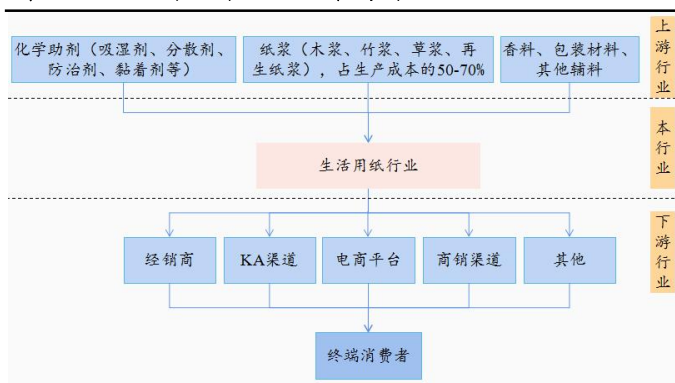 化学助剂（吸湿剂、分散剂、
防治剂、黏着剂等）
纸浆（木浆、竹浆、草浆、再
生纸浆），占生产成本的50-70%
香料、包装材料、
其他辅料
上游行业
生活用纸行业
本行业
经销商
KA渠道
电商平台
商销渠道
其他
下游行业
终端消费者